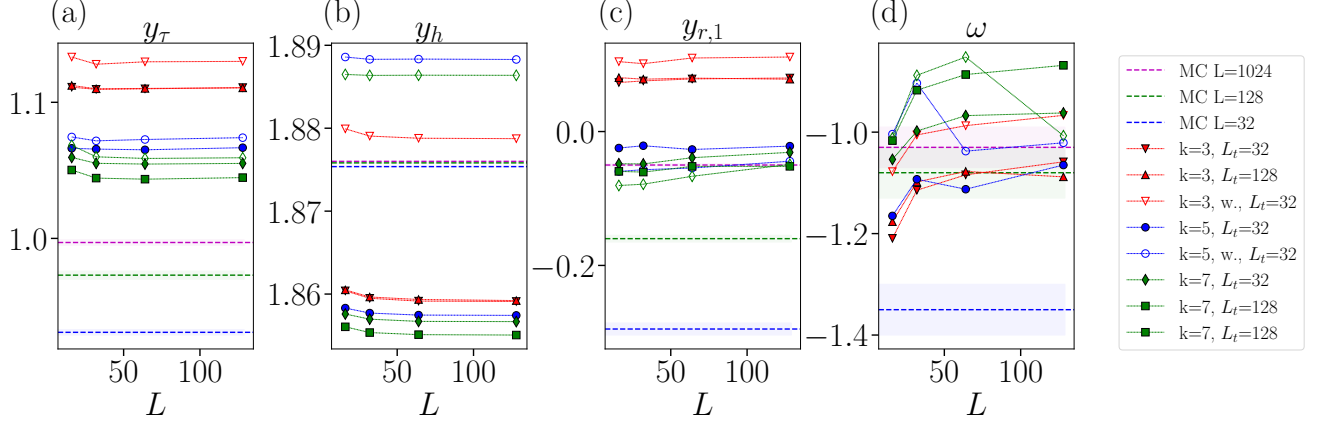 (a)
y_τ
1.1
1.0
50
100
L
(b)
y_h
1.89
1.88
1.87
1.86
50
100
L
(c)
y_{r,1}
0.0
−0.2
50
100
L
(d)
ω
−1.0
−1.2
−1.4
50
100
L
MC L=1024
MC L=128
MC L=32
k=3, L_t=32
k=3, L_t=128
k=3, w., L_t=32
k=5, L_t=32
k=5, w., L_t=32
k=7, L_t=32
k=7, L_t=128
k=7, L_t=128